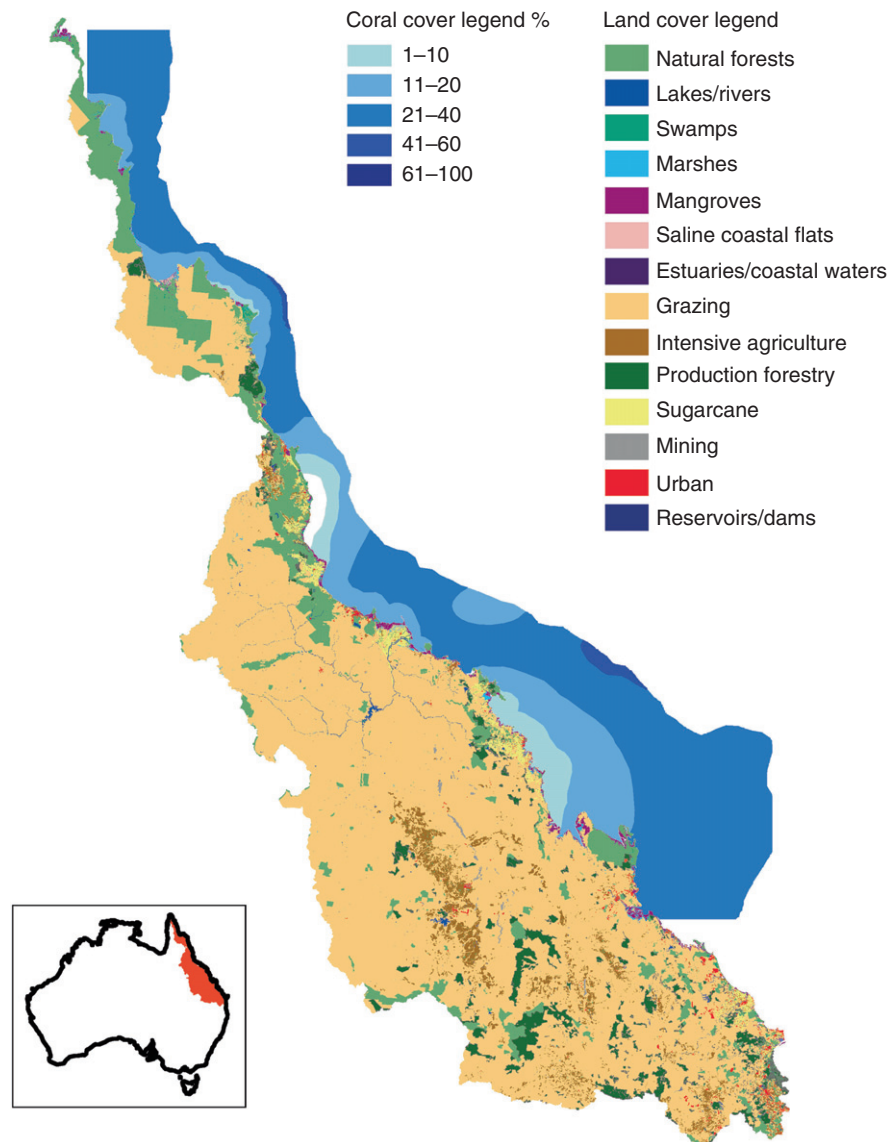 Coral cover legend %
1–10
11–20
21–40
41–60
61–100
Land cover legend
Natural forests
Lakes/rivers
Swamps
Marshes
Mangroves
Saline coastal flats
Estuaries/coastal waters
Grazing
Intensive agriculture
Production forestry
Sugarcane
Mining
Urban
Reservoirs/dams